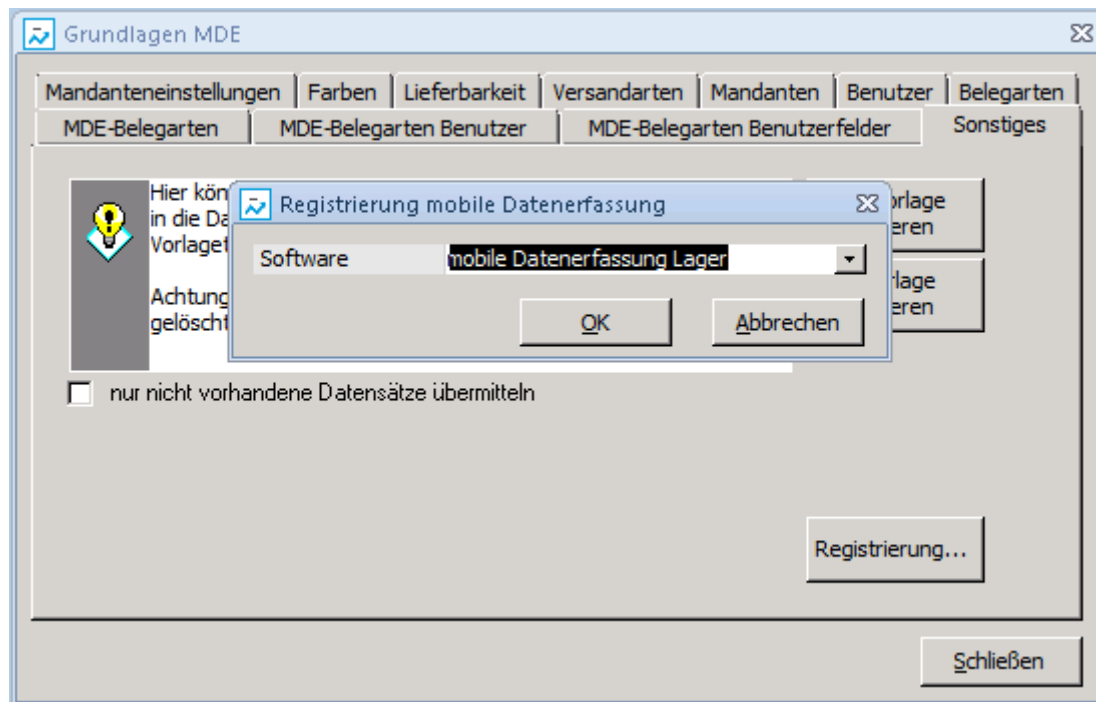 Grundlagen MDE
Mandanteneinstellungen Farben Lieferbarkeit Versandarten Mandanten Benutzer Belegarten
MDE-Belegarten MDE-Belegarten Benutzer MDE-Belegarten Benutzerfelder Sonstiges
Hier kön
in die Da
Vorlaget
Achtung
gelöscht
Registrierung mobile Datenerfassung
Software mobile Datenerfassung Lager
OK Abbrechen
rlage
eren
lage
eren
nur nicht vorhandene Datensätze übermitteln
Registrierung...
Schließen